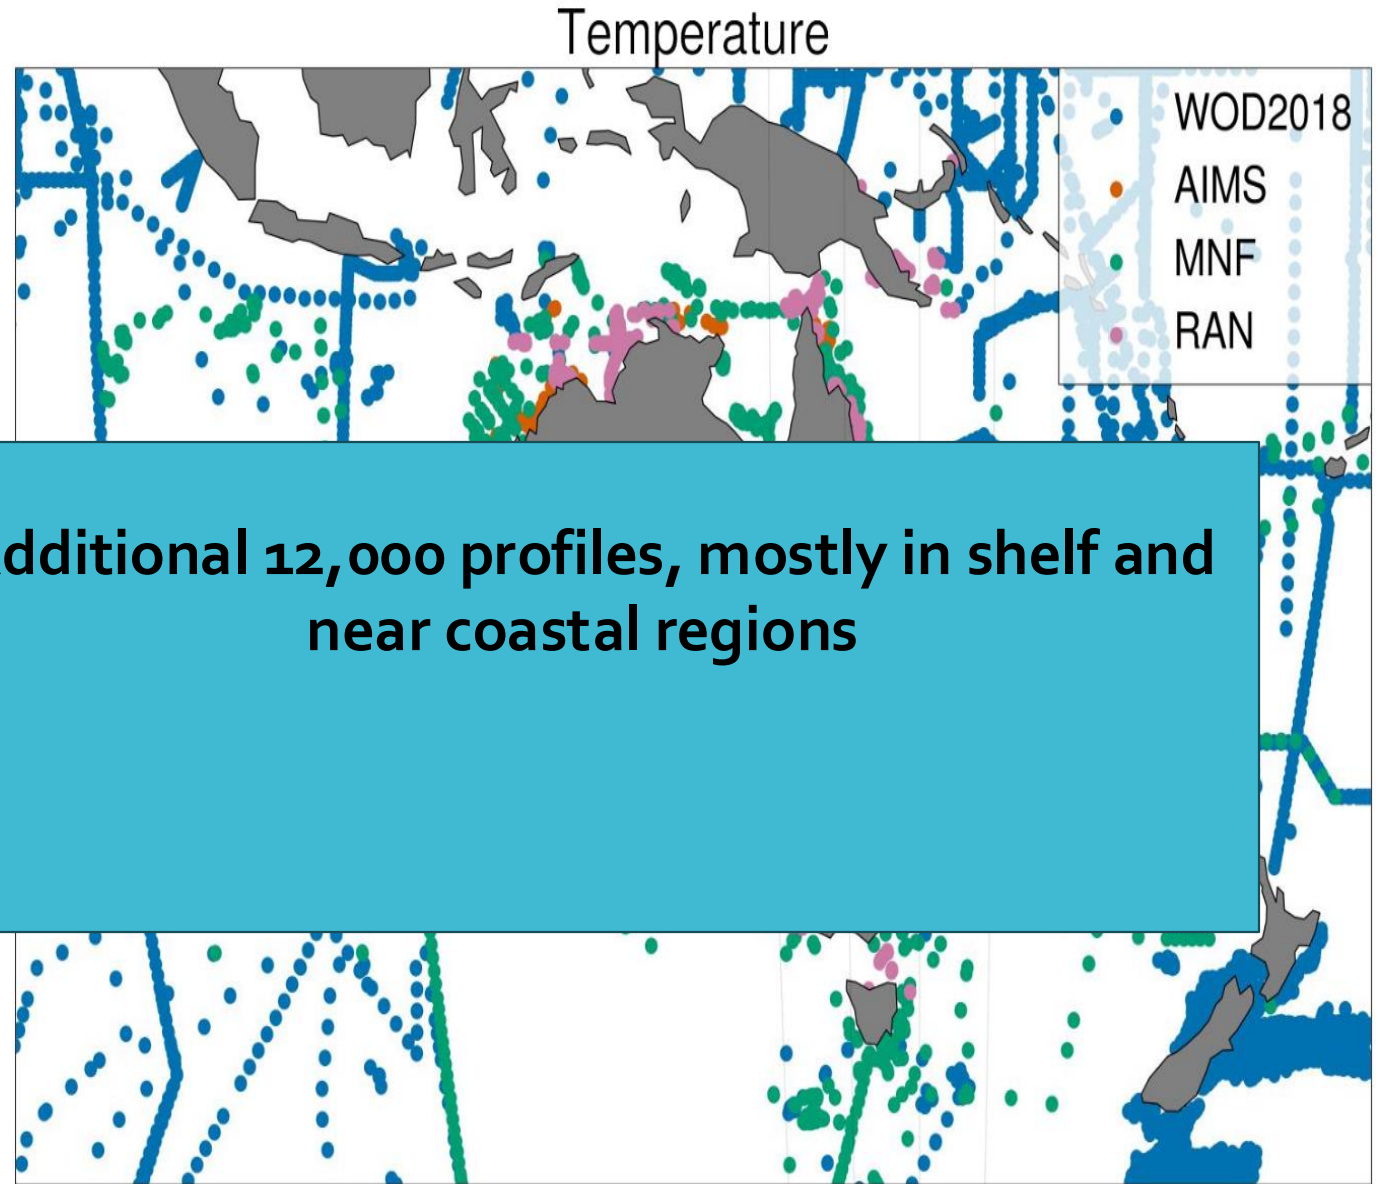 Temperature
WOD2018
AIMS
MNF
RAN
dditional 12,000 profiles, mostly in shelf and
near coastal regions